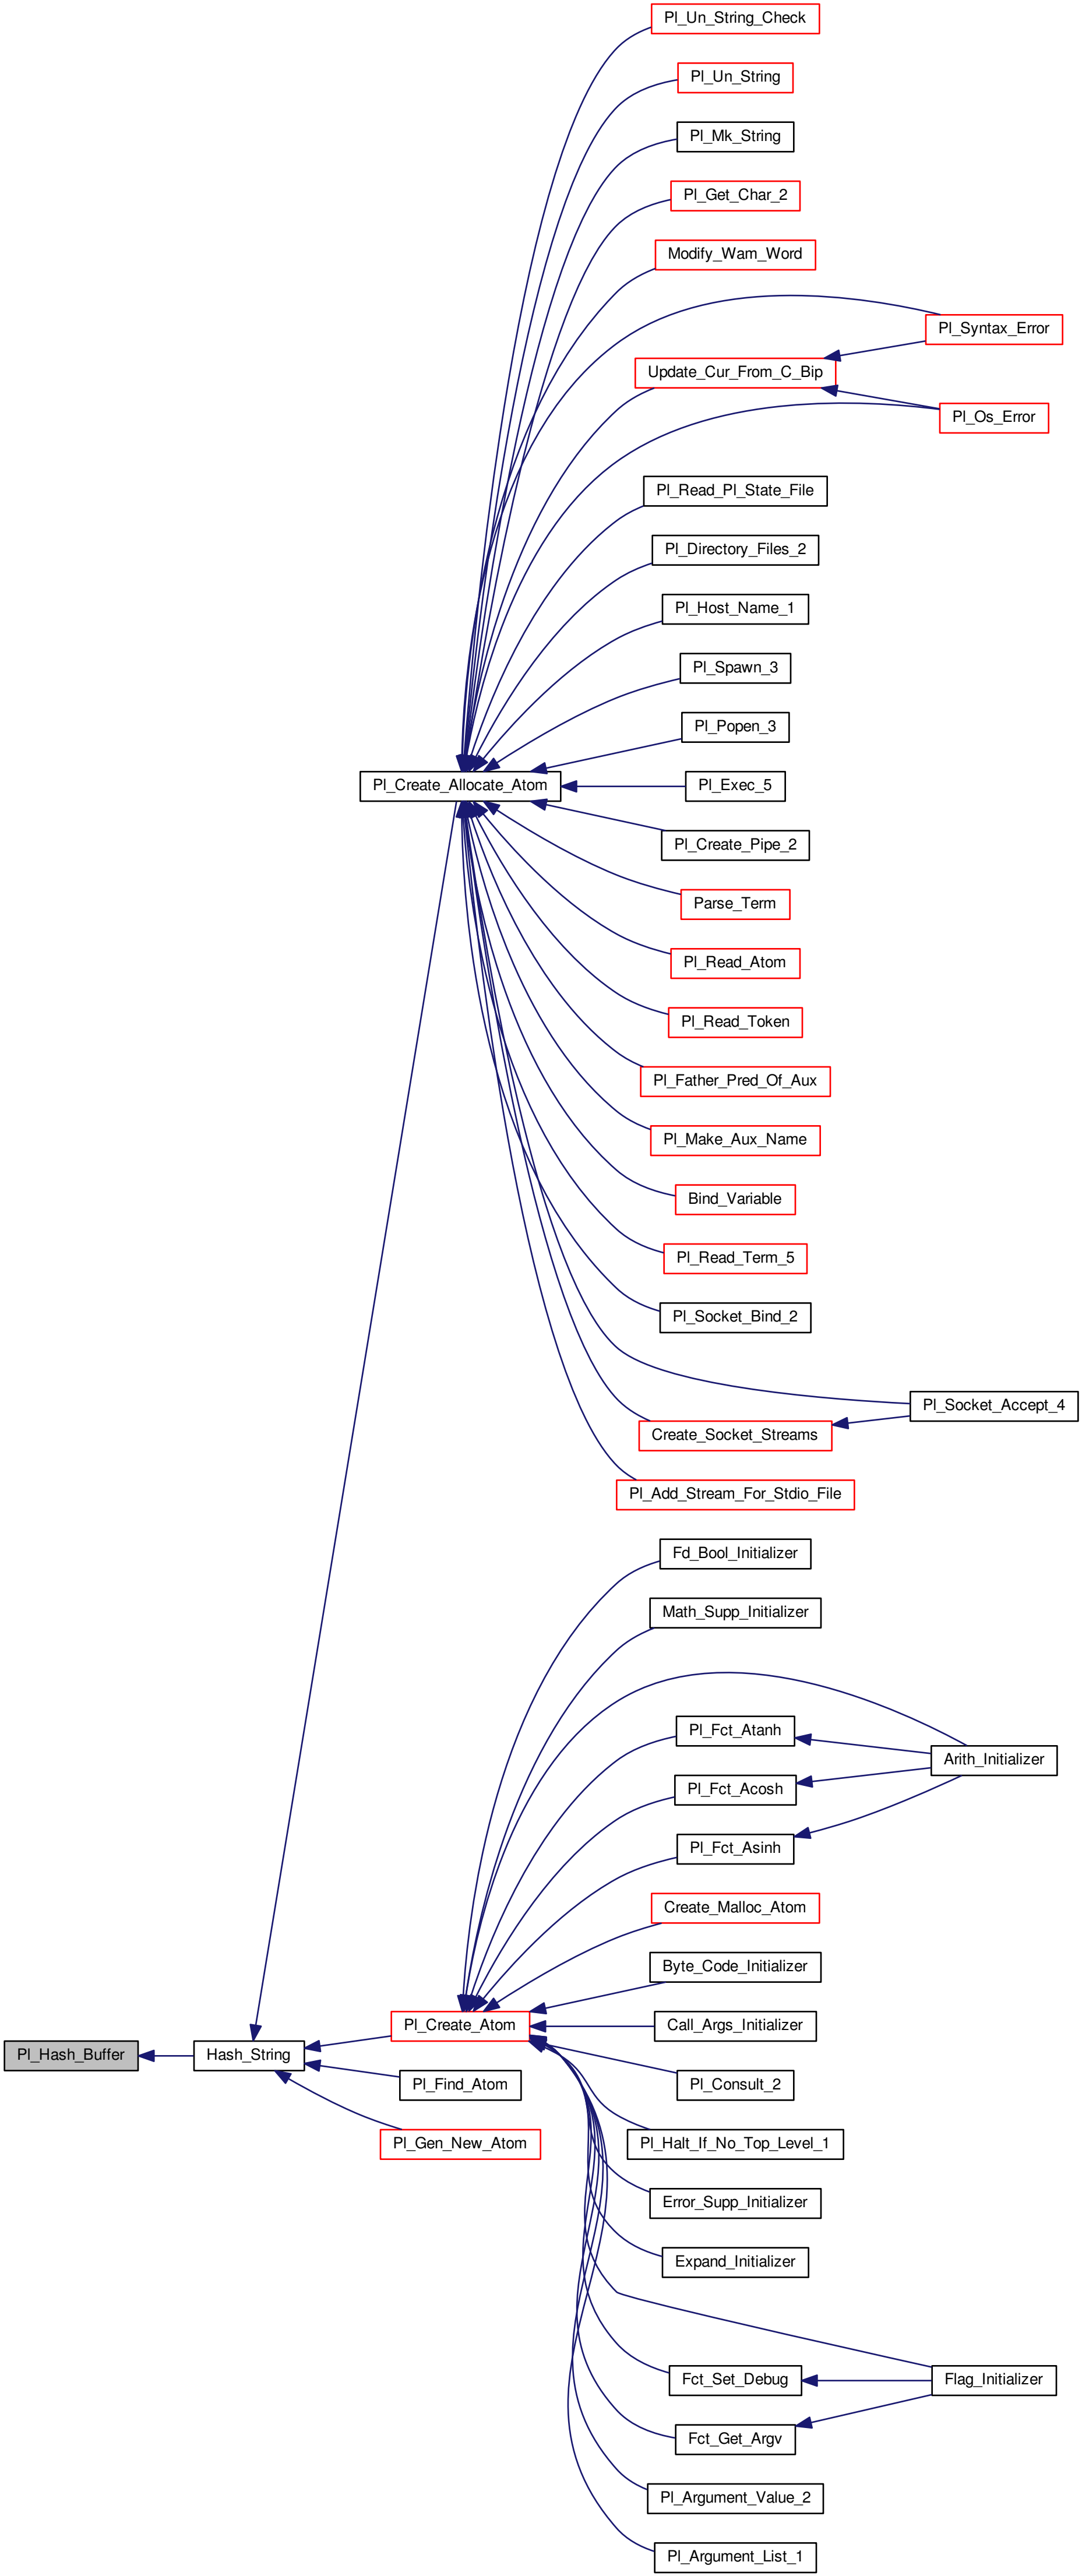 Pl_Un_String_Check
Pl_Un_String
Pl_Mk_String
Pl_Get_Char_2
Modify_Wam_Word
Pl_Syntax_Error
Update_Cur_From_C_Bip
Pl_Os_Error
Pl_Read_Pl_State_File
Pl_Directory_Files_2
Pl_Host_Name_1
Pl_Spawn_3
Pl_Popen_3
Pl_Create_Allocate_Atom
Pl_Exec_5
Pl_Create_Pipe_2
Parse_Term
Pl_Read_Atom
Pl_Read_Token
Pl_Father_Pred_Of_Aux
Pl_Make_Aux_Name
Bind_Variable
Pl_Read_Term_5
Pl_Socket_Bind_2
Pl_Socket_Accept_4
Create_Socket_Streams
Pl_Add_Stream_For_Stdio_File
Fd_Bool_Initializer
Math_Supp_Initializer
Pl_Fct_Atanh
Arith_Initializer
Pl_Fct_Acosh
Pl_Fct_Asinh
Create_Malloc_Atom
Byte_Code_Initializer
Pl_Create_Atom
Call_Args_Initializer
Pl_Hash_Buffer
Hash_String
Pl_Find_Atom
Pl_Consult_2
Pl_Gen_New_Atom
Pl_Halt_If_No_Top_Level_1
Error_Supp_Initializer
Expand_Initializer
Fct_Set_Debug
Flag_Initializer
Fct_Get_Argv
Pl_Argument_Value_2
Pl_Argument_List_1